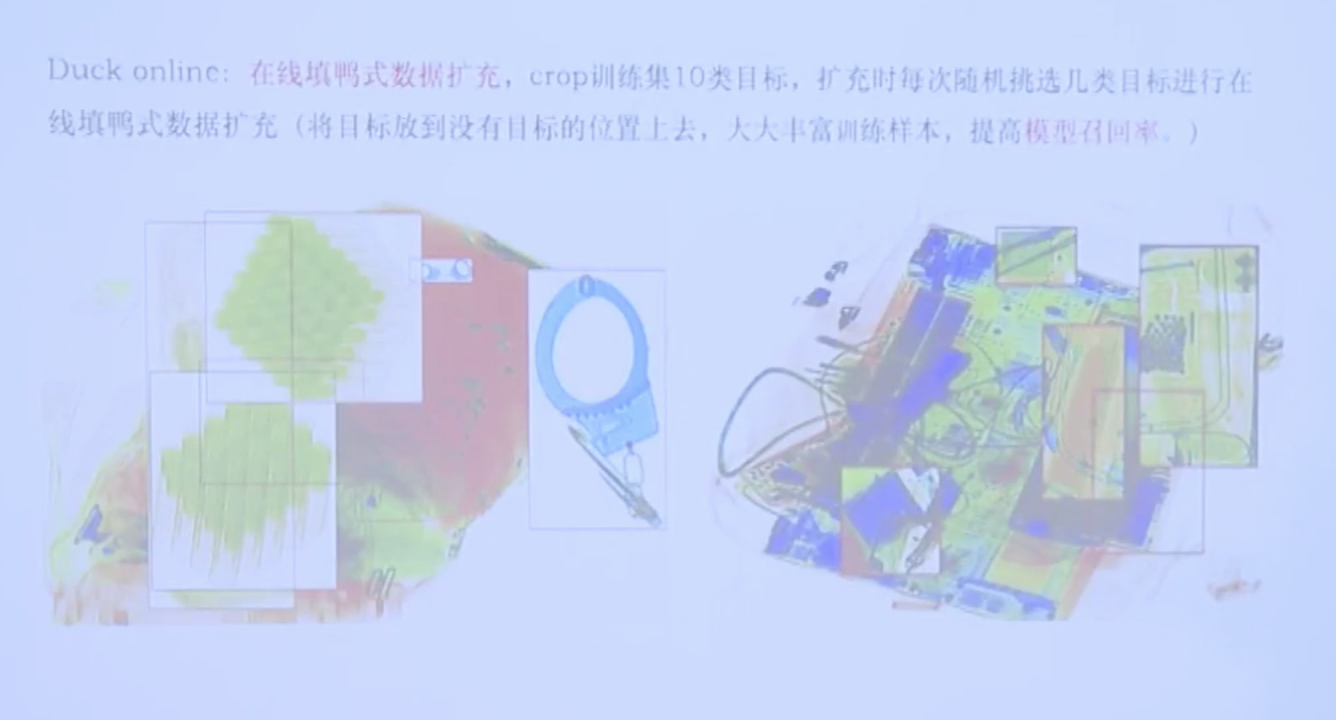 Duck online: 在线填鸭式数据扩充，crop训练集10类目标，扩充时每次随机挑选几类目标进行在
线填鸭式数据扩充（将目标放到没有目标的位置上去，大大丰富训练样本，提高模型召回率。）